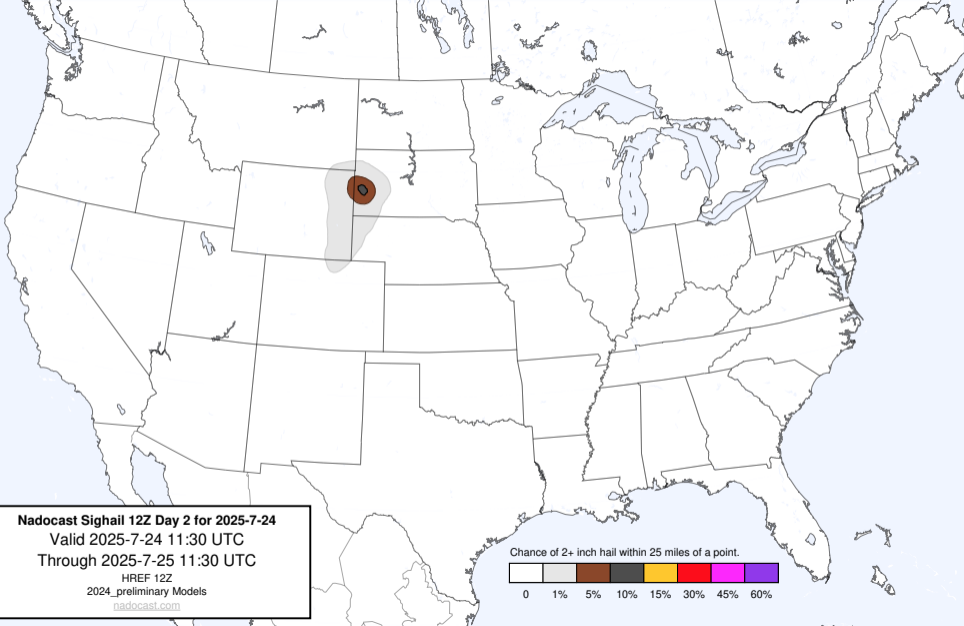 Nadocast Sighail 12Z Day 2 for 2025-7-24
Valid 2025-7-24 11:30 UTC
Through 2025-7-25 11:30 UTC
HREF 12Z
2024_preliminary Models
nadocast.com
Chance of 2+ inch hail within 25 miles of a point.
0 1% 5% 10% 15% 30% 45% 60%